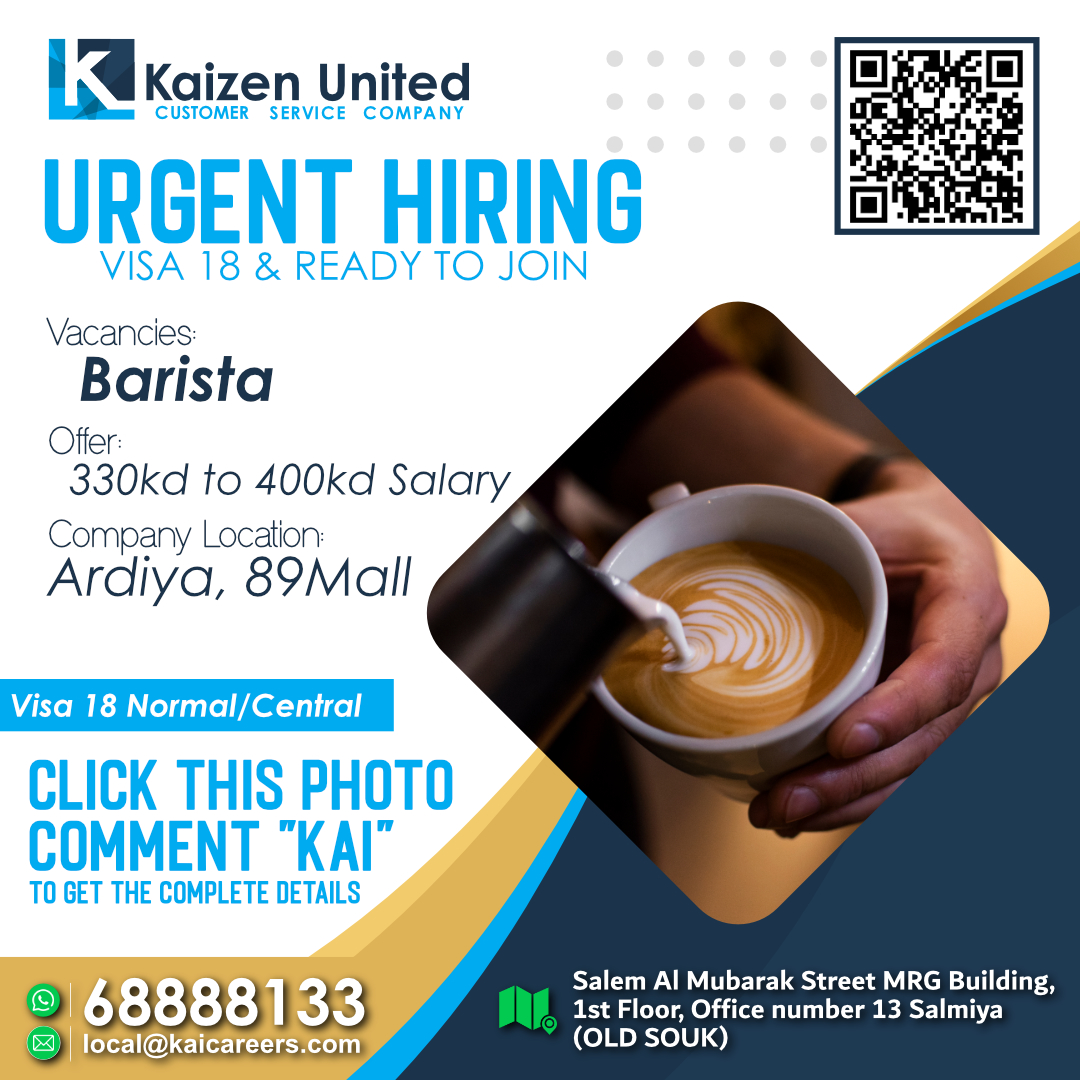 Kaizen United
CUSTOMER SERVICE COMPANY
URGENT HIRING
VISA 18 & READY TO JOIN
Vacancies:
Barista
Offer:
330kd to 400kd Salary
Company Location:
Ardiya, 89Mall
Visa 18 Normal/Central
CLICK THIS PHOTO
COMMENT "KAI"
TO GET THE COMPLETE DETAILS
68888133
local@kaicareers.com
Salem Al Mubarak Street MRG Building,
1st Floor, Office number 13 Salmiya
(OLD SOUK)